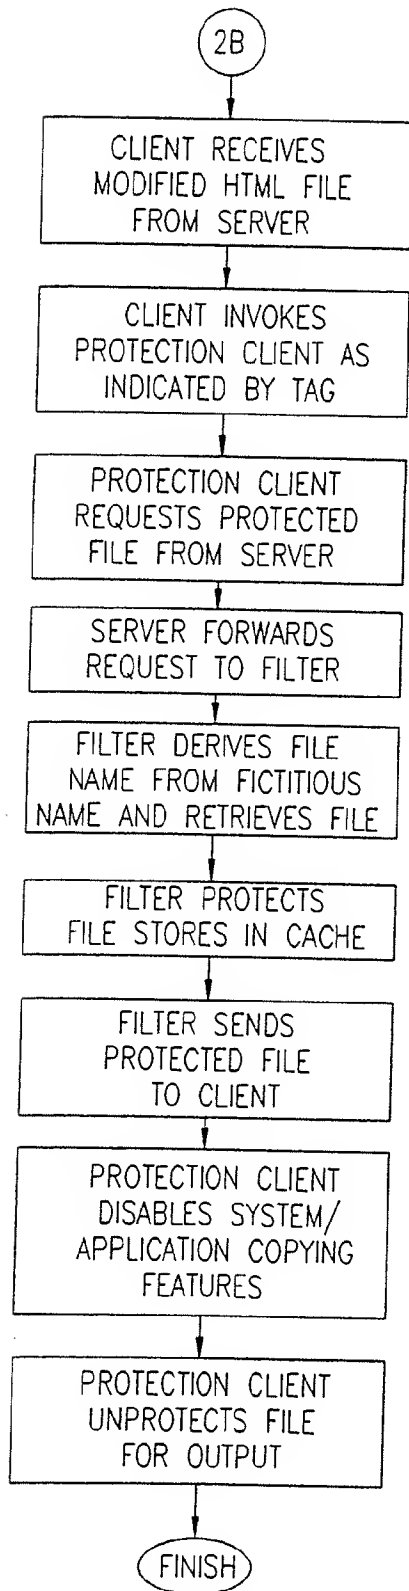 2B
CLIENT RECEIVES
MODIFIED HTML FILE
FROM SERVER
CLIENT INVOKES
PROTECTION CLIENT AS
INDICATED BY TAG
PROTECTION CLIENT
REQUESTS PROTECTED
FILE FROM SERVER
SERVER FORWARDS
REQUEST TO FILTER
FILTER DERIVES FILE
NAME FROM FICTITIOUS
NAME AND RETRIEVES FILE
FILTER PROTECTS
FILE STORES IN CACHE
FILTER SENDS
PROTECTED FILE
TO CLIENT
PROTECTION CLIENT
DISABLES SYSTEM/
APPLICATION COPYING
FEATURES
PROTECTION CLIENT
UNPROTECTS FILE
FOR OUTPUT
FINISH